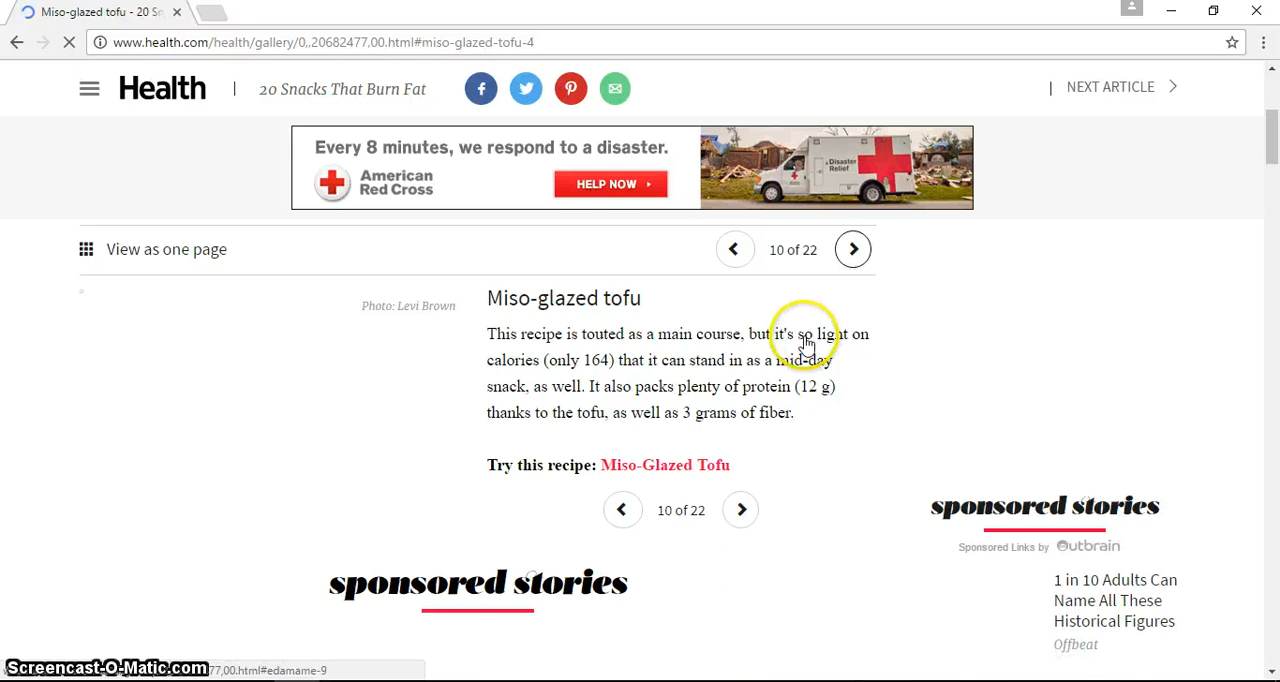 Miso-glazed tofu - 20 Sn
www.health.com/health/gallery/0,,20682477,00.html#miso-glazed-tofu-4
Health | 20 Snacks That Burn Fat
| NEXT ARTICLE
Every 8 minutes, we respond to a disaster.
American
Red Cross
HELP NOW
Disaster
Relief
View as one page
10 of 22
Photo: Levi Brown
Miso-glazed tofu
This recipe is touted as a main course, but it's so light on
calories (only 164) that it can stand in as a mid-day
snack, as well. It also packs plenty of protein (12 g)
thanks to the tofu, as well as 3 grams of fiber.
Try this recipe: Miso-Glazed Tofu
10 of 22
sponsored stories
sponsored stories
Sponsored Links by Outbrain
1 in 10 Adults Can
Name All These
Historical Figures
Offbeat
Screencast-O-Matic.com
77,00.html#edamame-9